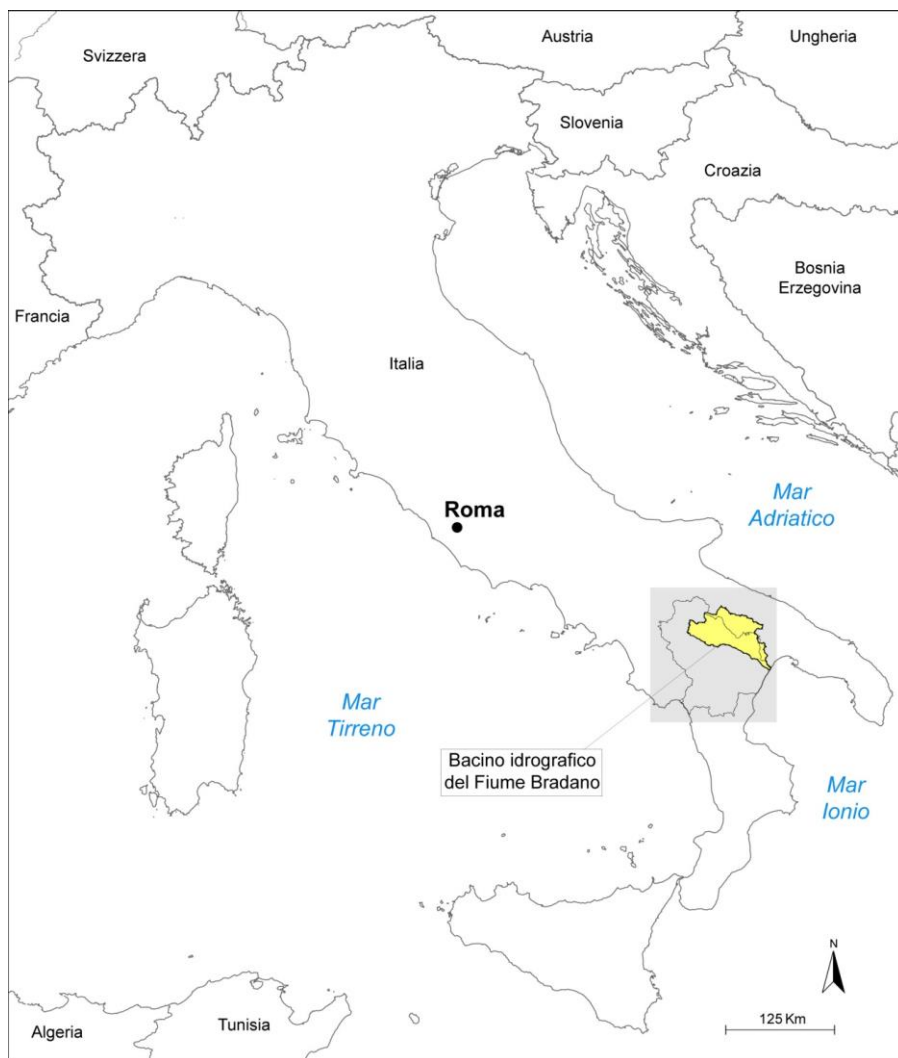 Austria
Ungheria
Svizzera
Slovenia
Croazia
Bosnia
Erzegovina
Francia
Italia
Mar
Adriatico
Roma
Mar
Tirreno
Bacino idrografico
del Fiume Bradano
Mar
Ionio
N
125 Km
Algeria
Tunisia